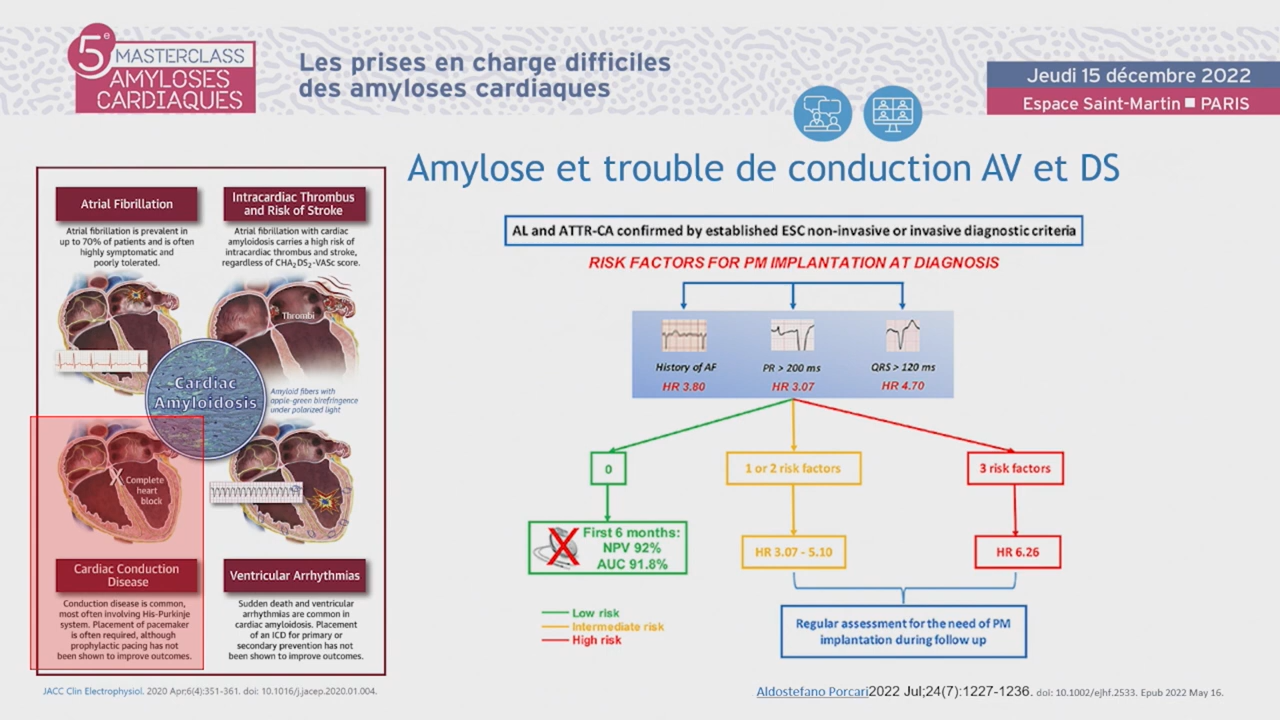 5e MASTERCLASS
AMYLOSES
CARDIAQUES
Les prises en charge difficiles
des amyloses cardiaques
Jeudi 15 décembre 2022
Espace Saint-Martin ■ PARIS
Amylose et trouble de conduction AV et DS
Atrial Fibrillation
Atrial fibrillation is prevalent in
up to 70% of patients and is often
highly symptomatic and
poorly tolerated.
Intracardiac Thrombus
and Risk of Stroke
Atrial fibrillation with cardiac
amyloidosis carries a high risk of
intracardiac thrombus and stroke,
regardless of CHA2DS2-VASc score.
Thrombi
Cardiac
Amyloidosis
Amyloid fibers with
apple-green birefringence
under polarized light
X Complete
heart
block
Cardiac Conduction
Disease
Conduction disease is common,
most often involving His-Purkinje
system. Placement of pacemaker
is often required, although
prophylactic pacing has not
been shown to improve outcomes.
Ventricular Arrhythmias
Sudden death and ventricular
arrhythmias are common in
cardiac amyloidosis. Placement
of an ICD for primary or
secondary prevention has not
been shown to improve outcomes.
JACC Clin Electrophysiol. 2020 Apr;6(4):351-361. doi: 10.1016/j.jacep.2020.01.004.
AL and ATTR-CA confirmed by established ESC non-invasive or invasive diagnostic criteria
RISK FACTORS FOR PM IMPLANTATION AT DIAGNOSIS
History of AF
HR 3.80
PR > 200 ms
HR 3.07
QRS > 120 ms
HR 4.70
0
1 or 2 risk factors
3 risk factors
First 6 months:
NPV 92%
AUC 91.8%
HR 3.07 - 5.10
HR 6.26
Low risk
Intermediate risk
High risk
Regular assessment for the need of PM
implantation during follow up
Aldostefano Porcari2022 Jul;24(7):1227-1236. doi: 10.1002/ejhf.2533. Epub 2022 May 16.